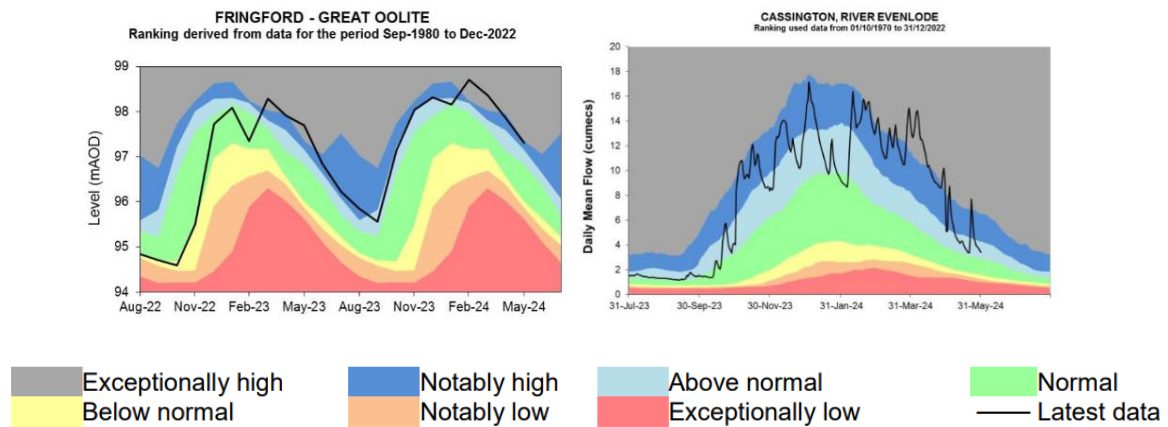 FRINGFORD - GREAT OOLITE
Ranking derived from data for the period Sep-1980 to Dec-2022
Level (mAOD)
99
98
97
96
95
94
Aug-22 Nov-22 Feb-23 May-23 Aug-23 Nov-23 Feb-24 May-24
CASSINGTON, RIVER EVENLODE
Ranking used data from 01/10/1970 to 31/12/2022
Daily Mean Flow (cumecs)
20
18
16
14
12
10
8
6
4
2
0
31-Jul-23 30-Sep-23 30-Nov-23 31-Jan-24 31-Mar-24 31-May-24
Exceptionally high Notably high Above normal Normal
Below normal Notably low Exceptionally low Latest data